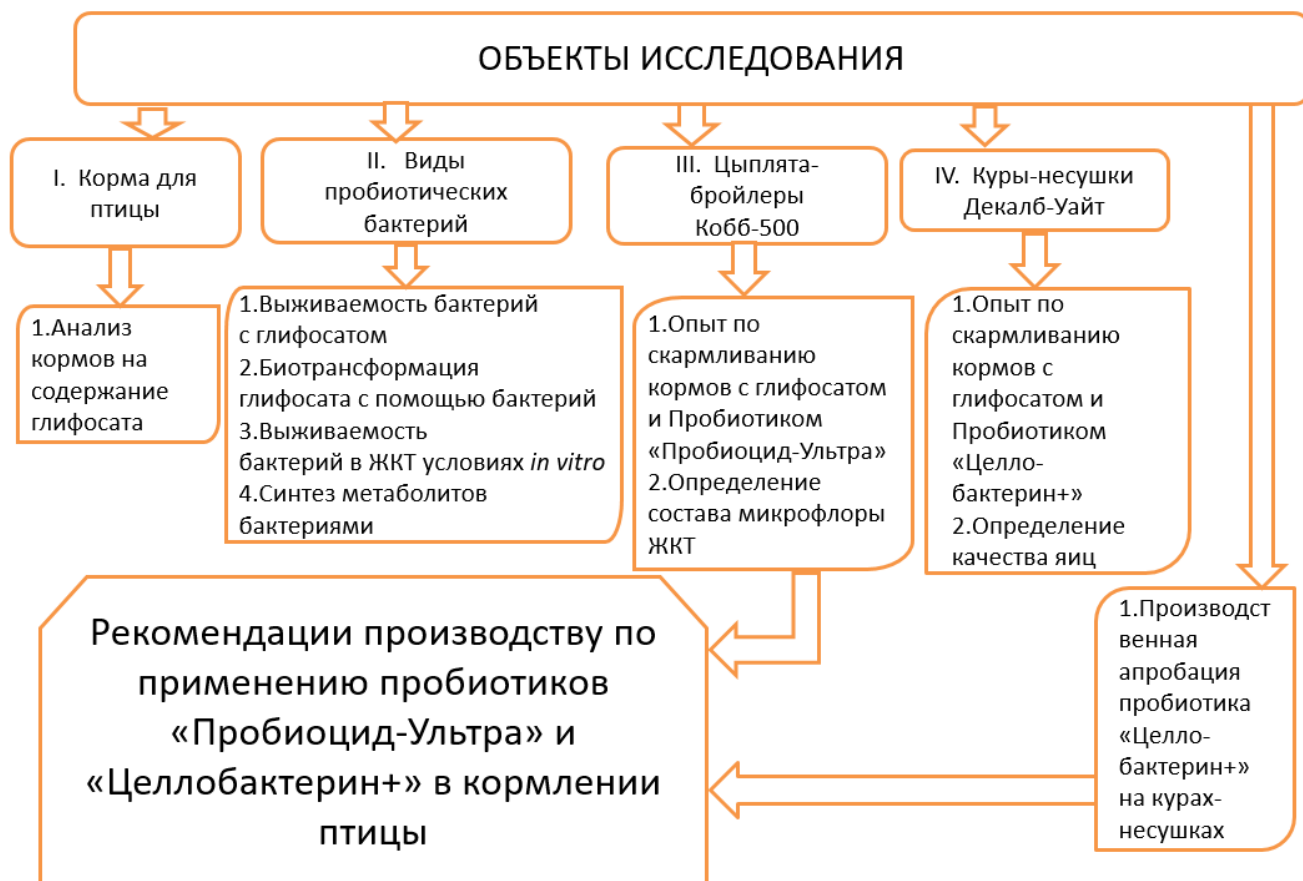 ОБЪЕКТЫ ИССЛЕДОВАНИЯ
I. Корма для
птицы
II. Виды
пробиотических
бактерий
III. Цыплята-
бройлеры
Кобб-500
IV. Куры-несушки
Декалб-Уайт
1.Анализ
кормов на
содержание
глифосата
1.Выживаемость бактерий
с глифосатом
2.Биотрансформация
глифосата с помощью бактерий
3.Выживаемость
бактерий в ЖКТ условиях in vitro
4.Синтез метаболитов
бактериями
1.Опыт по
скармливанию
кормов с глифосатом
и Пробиотиком
«Пробиоцид-Ультра»
2.Определение
состава микрофлоры
ЖКТ
1.Опыт по
скармливанию
кормов с
глифосатом и
Пробиотиком
«Целло-
бактерин+»
2.Определение
качества яиц
1.Производст
венная
апробация
пробиотика
«Целло-
бактерин+»
на курах-
несушках
Рекомендации производству по
применению пробиотиков
«Пробиоцид-Ультра» и
«Целлобактерин+» в кормлении
птицы